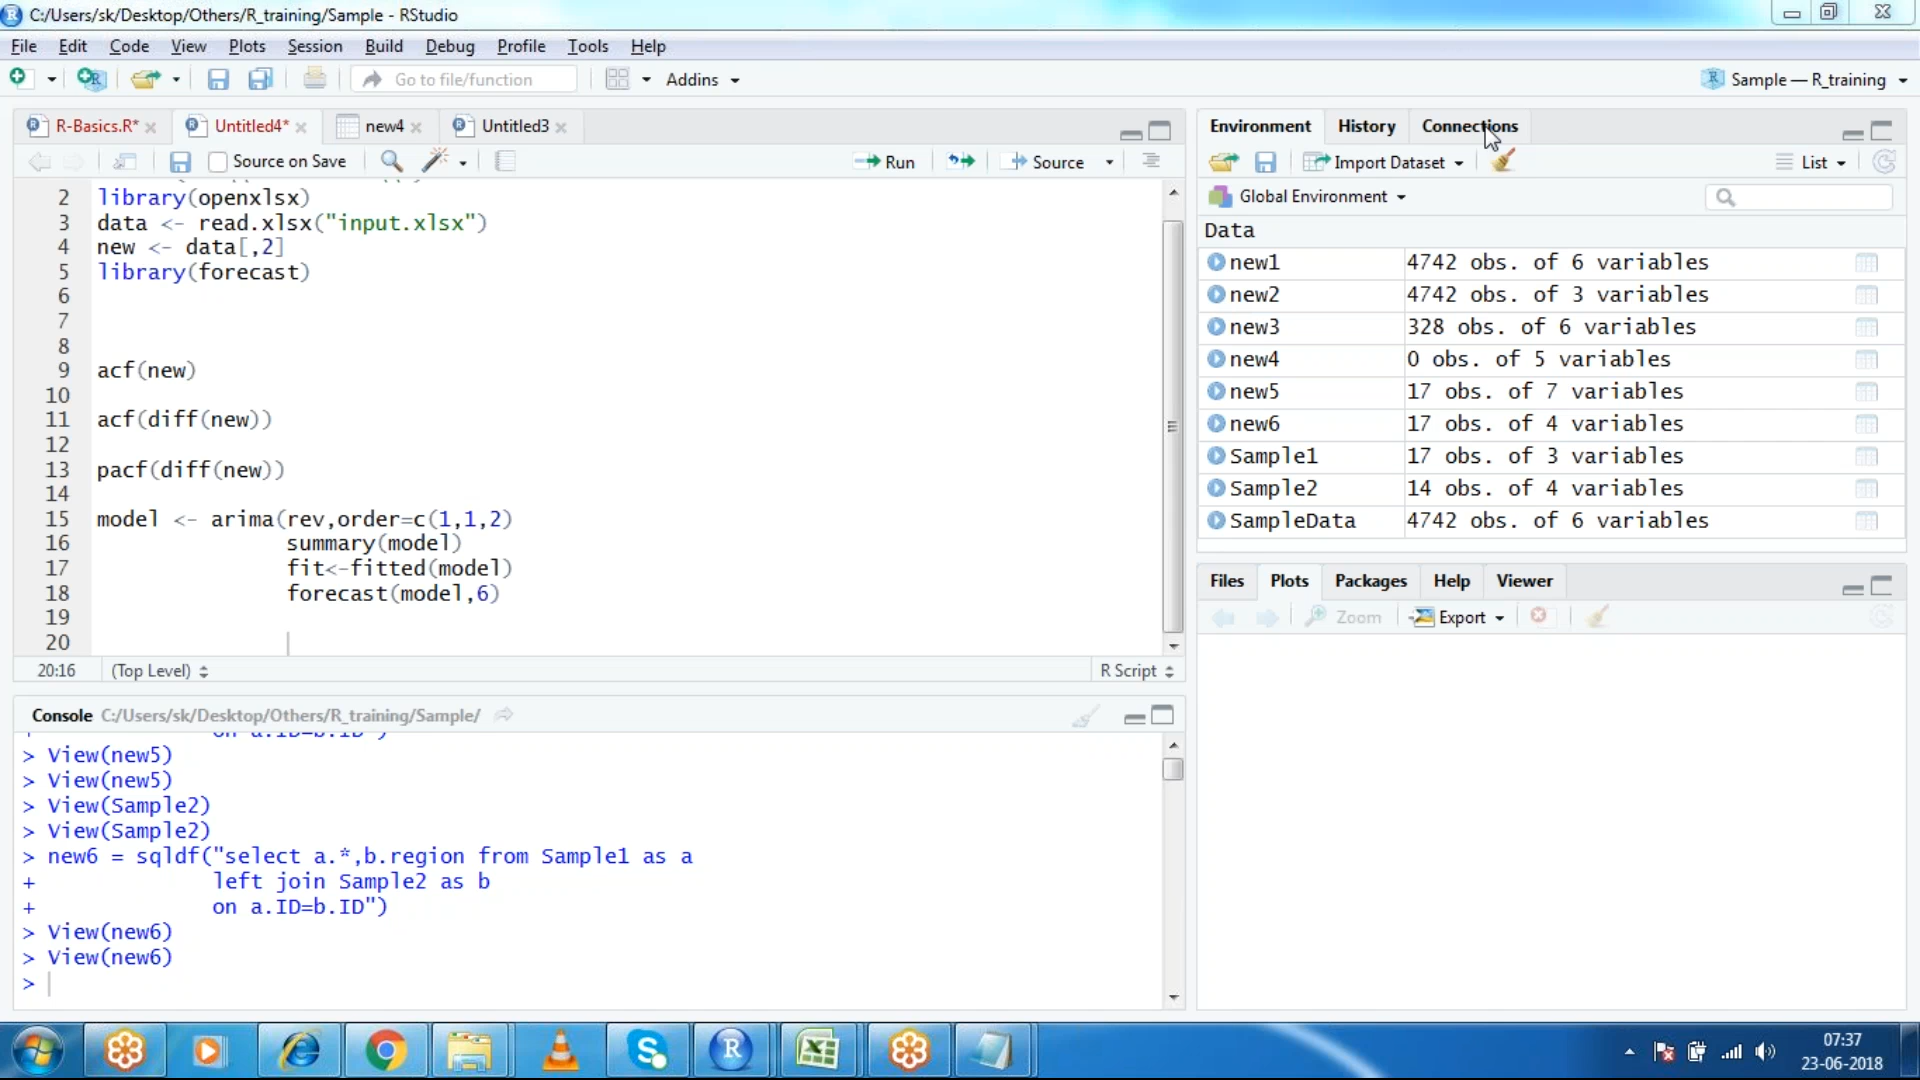 C:/Users/sk/Desktop/Others/R_training/Sample - RStudio
File Edit Code View Plots Session Build Debug Profile Tools Help
Go to file/function Addins Sample — R_training
R-Basics.R* Untitled4* new4 Untitled3
Source on Save Run Source
2 library(openxlsx)
3 data <- read.xlsx("input.xlsx")
4 new <- data[,2]
5 library(forecast)
6
7
8
9 acf(new)
10
11 acf(diff(new))
12
13 pacf(diff(new))
14
15 model <- arima(rev,order=c(1,1,2)
16 summary(model)
17 fit<-fitted(model)
18 forecast(model,6)
19
20
20:16 (Top Level) R Script
Console C:/Users/sk/Desktop/Others/R_training/Sample/
+ on a.ID=b.ID")
> View(new5)
> View(new5)
> View(Sample2)
> View(Sample2)
> new6 = sqldf("select a.*,b.region from Sample1 as a
+ left join Sample2 as b
+ on a.ID=b.ID")
> View(new6)
> View(new6)
>
Environment History Connections
Import Dataset List
Global Environment
Data
new1 4742 obs. of 6 variables
new2 4742 obs. of 3 variables
new3 328 obs. of 6 variables
new4 0 obs. of 5 variables
new5 17 obs. of 7 variables
new6 17 obs. of 4 variables
Sample1 17 obs. of 3 variables
Sample2 14 obs. of 4 variables
SampleData 4742 obs. of 6 variables
Files Plots Packages Help Viewer
Zoom Export
07:37
23-06-2018